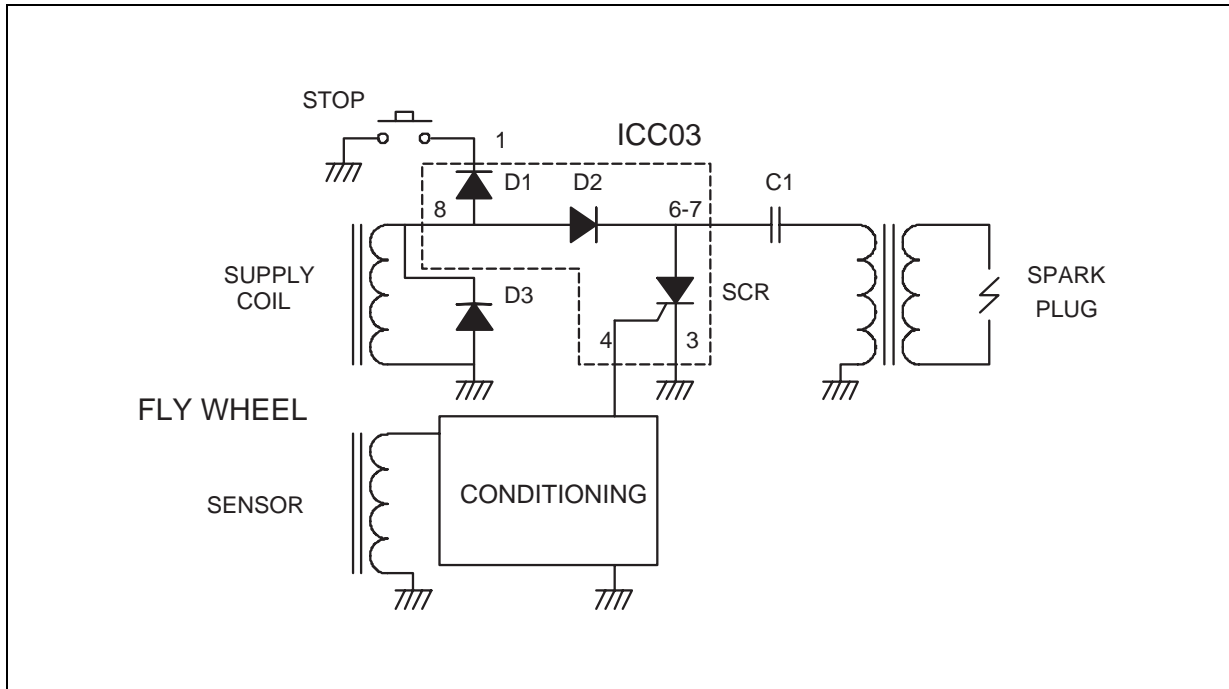 STOP
1
ICC03
D1
D2
C1
8
6-7
SUPPLY
COIL
D3
SCR
SPARK
PLUG
4
3
FLY WHEEL
SENSOR
CONDITIONING